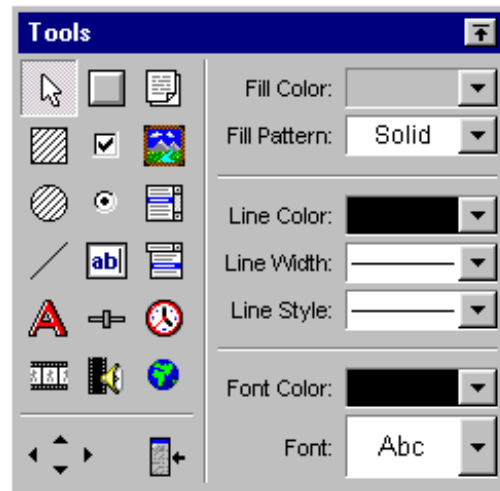 Tools
Fill Color:
Fill Pattern: Solid
Line Color:
ab
Line Width:
A
Line Style:
Font Color:
Font: Abc